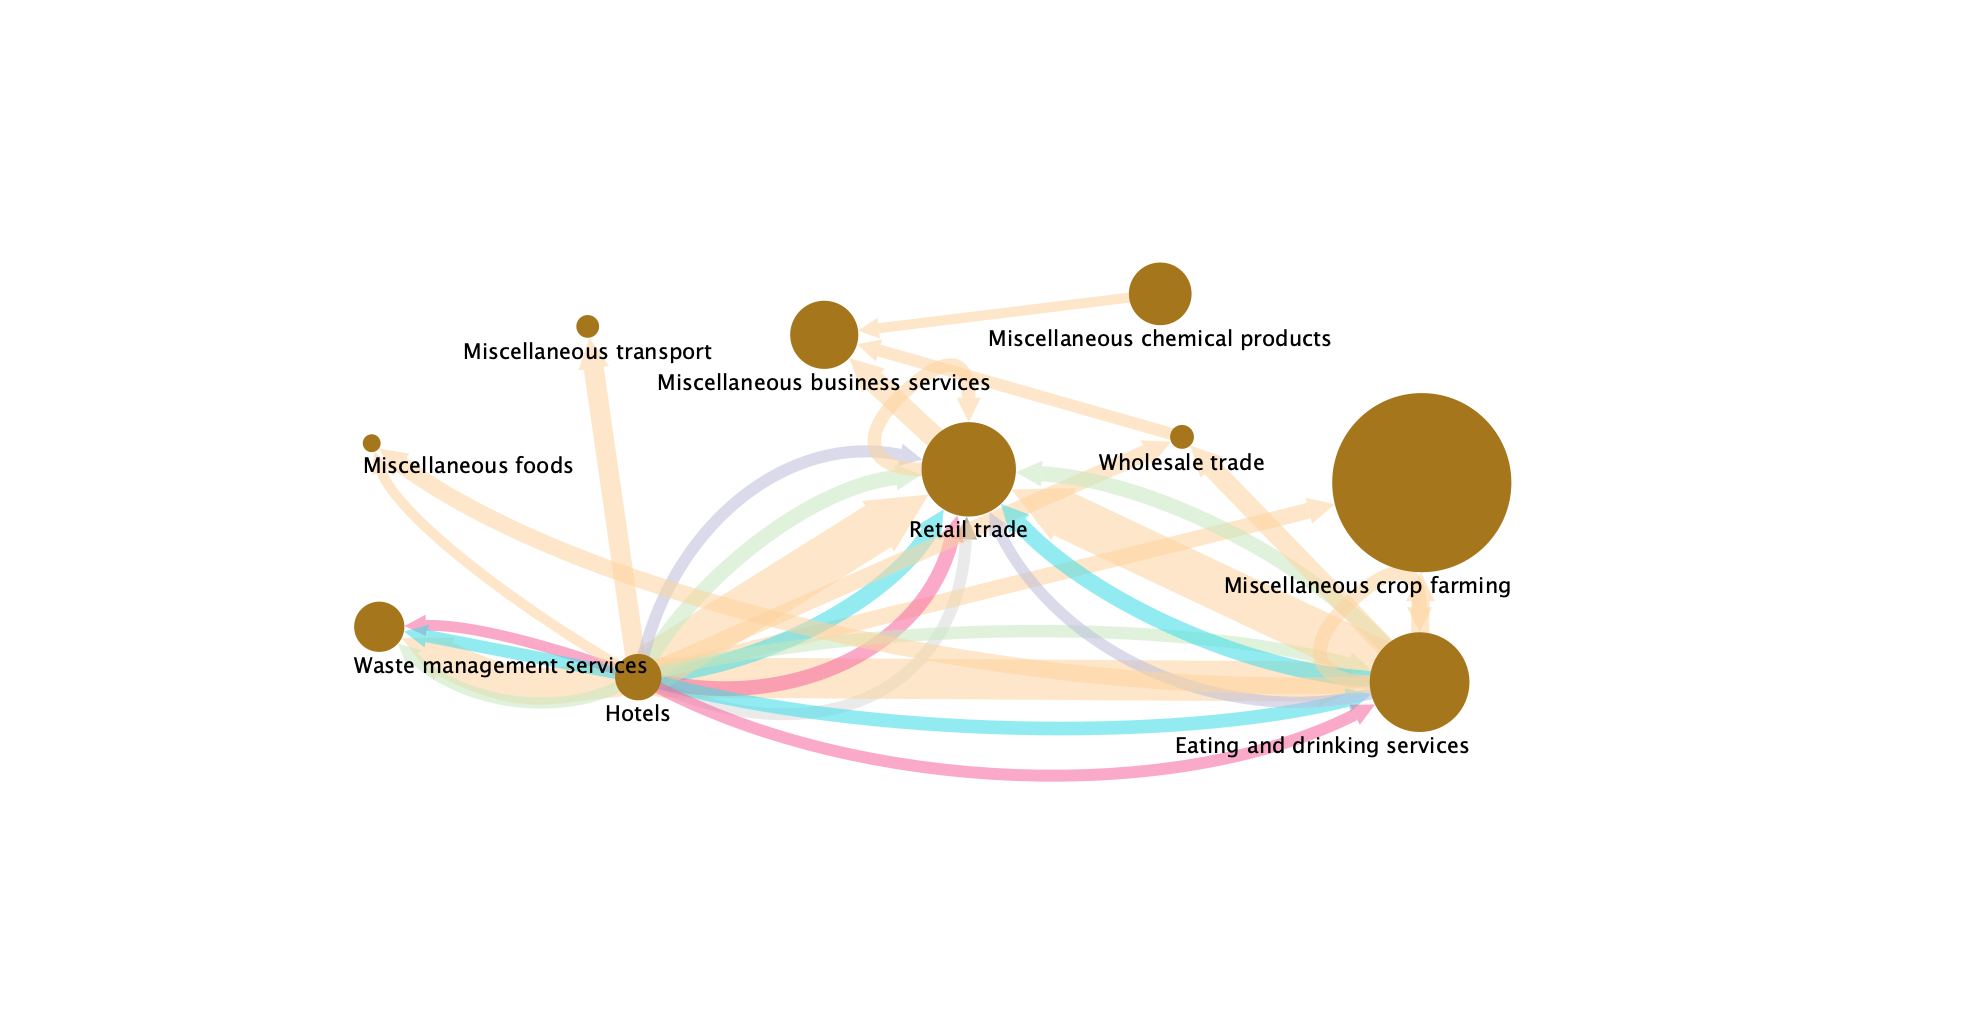 Miscellaneous chemical products
Miscellaneous transport
Miscellaneous business services
Wholesale trade
Miscellaneous foods
Retail trade
Miscellaneous crop farming
Waste management services
Hotels
Eating and drinking services